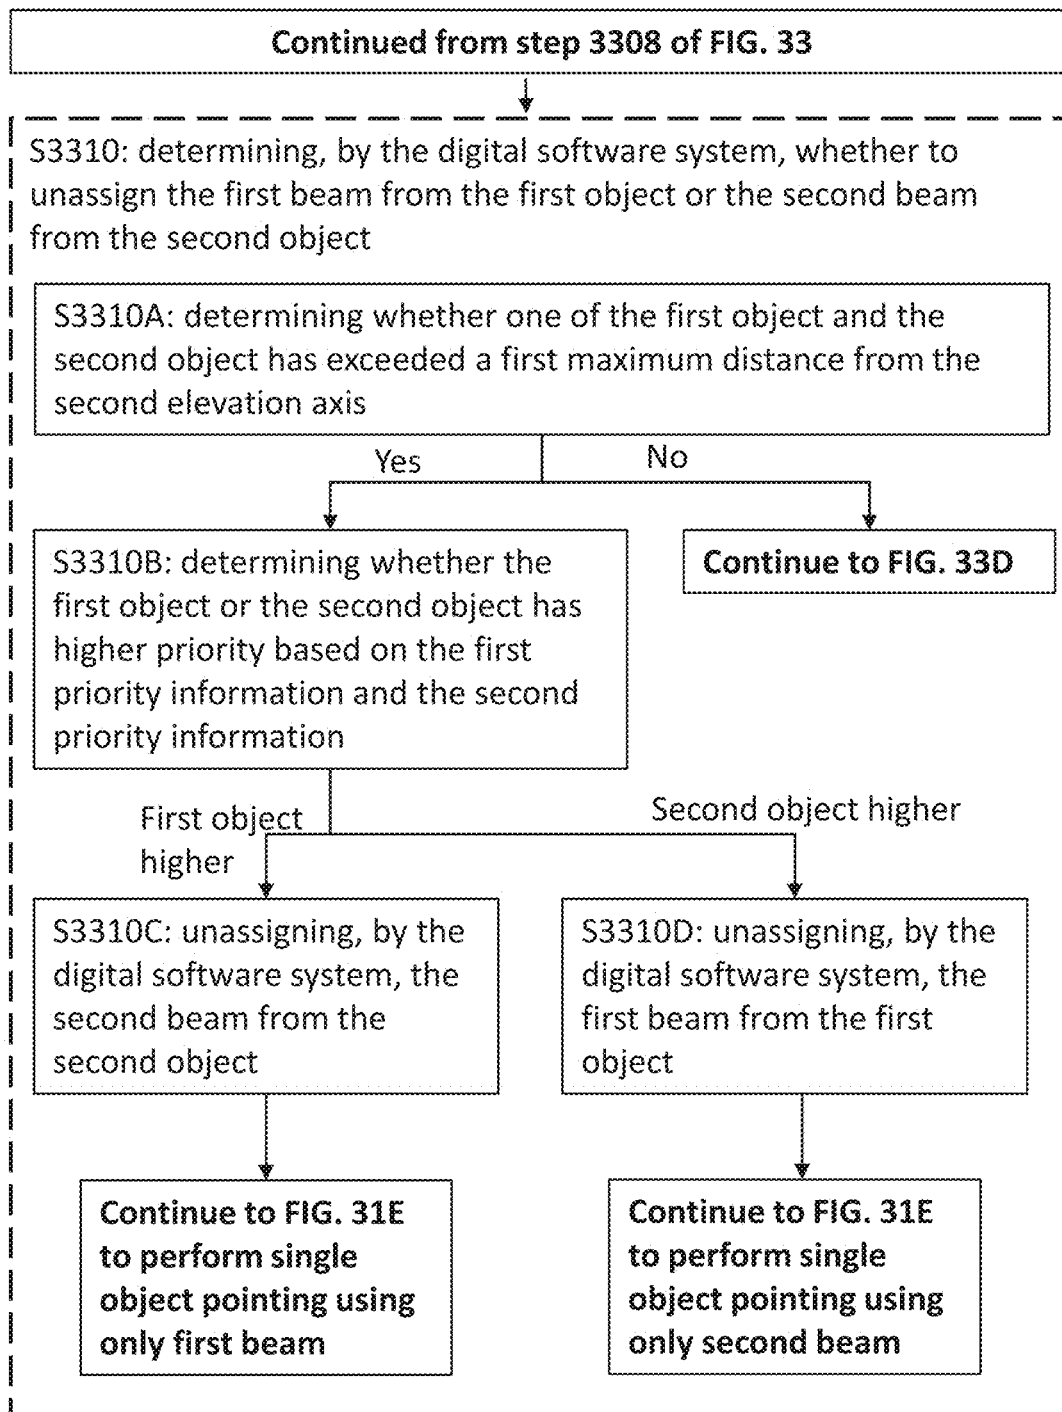 Continued from step 3308 of FIG. 33
S3310: determining, by the digital software system, whether to
unassign the first beam from the first object or the second beam
from the second object
S3310A: determining whether one of the first object and the
second object has exceeded a first maximum distance from the
second elevation axis
Yes
No
S3310B: determining whether the
first object or the second object has
higher priority based on the first
priority information and the second
priority information
Continue to FIG. 33D
First object
higher
Second object higher
S3310C: unassigning, by the
digital software system, the
second beam from the
second object
S3310D: unassigning, by the
digital software system, the
first beam from the first
object
Continue to FIG. 31E
to perform single
object pointing using
only first beam
Continue to FIG. 31E
to perform single
object pointing using
only second beam